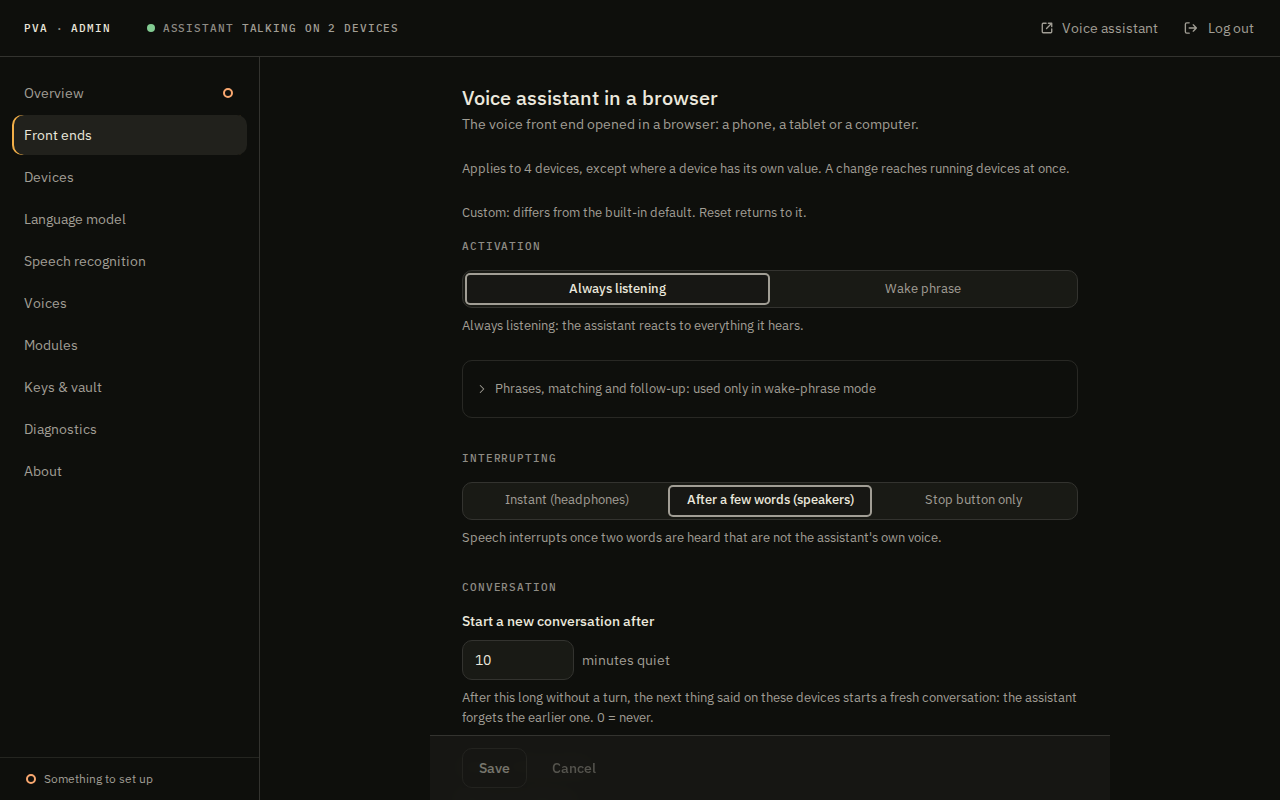 PVA · ADMIN
ASSISTANT TALKING ON 2 DEVICES
Voice assistant
Log out
Overview
Front ends
Devices
Language model
Speech recognition
Voices
Modules
Keys & vault
Diagnostics
About
Something to set up
Voice assistant in a browser
The voice front end opened in a browser: a phone, a tablet or a computer.
Applies to 4 devices, except where a device has its own value. A change reaches running devices at once.
Custom: differs from the built-in default. Reset returns to it.
ACTIVATION
Always listening
Wake phrase
Always listening: the assistant reacts to everything it hears.
Phrases, matching and follow-up: used only in wake-phrase mode
INTERRUPTING
Instant (headphones)
After a few words (speakers)
Stop button only
Speech interrupts once two words are heard that are not the assistant's own voice.
CONVERSATION
Start a new conversation after
10 minutes quiet
After this long without a turn, the next thing said on these devices starts a fresh conversation: the assistant
forgets the earlier one. 0 = never.
Save
Cancel